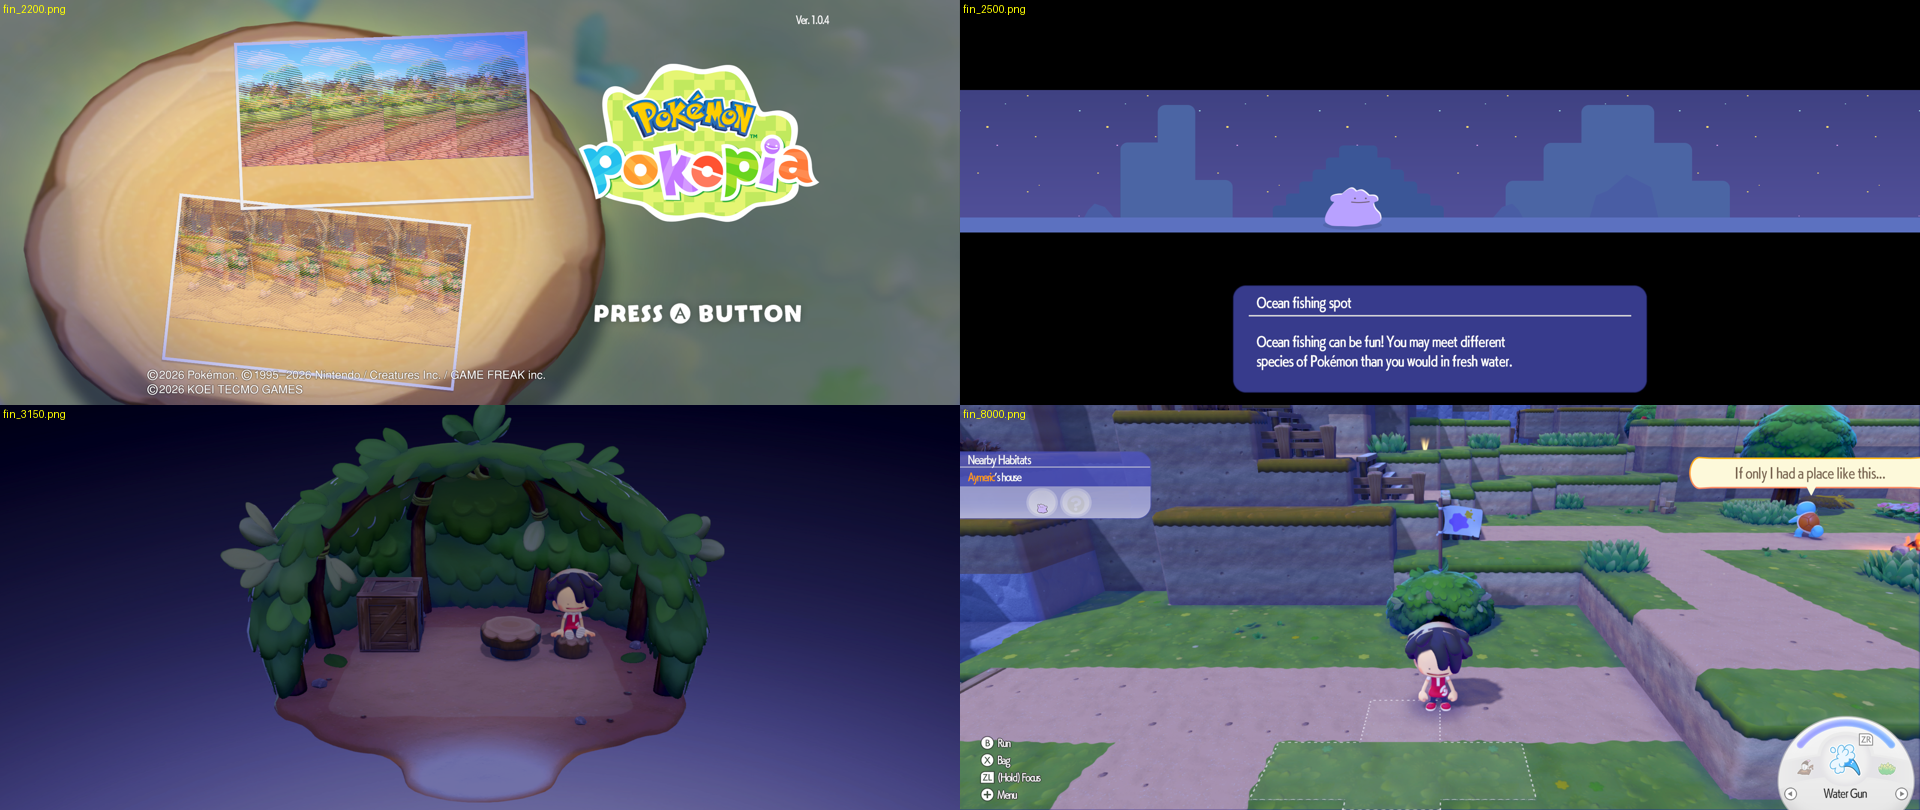 fin_2200.png
Ver. 1.0.4
POKÉMON
TM
pokopia
PRESS A BUTTON
©2026 Pokémon. ©1995–2026 Nintendo / Creatures Inc. / GAME FREAK inc.
©2026 KOEI TECMO GAMES
fin_2500.png
Ocean fishing spot
Ocean fishing can be fun! You may meet different
species of Pokémon than you would in fresh water.
fin_3150.png
fin_8000.png
Nearby Habitats
Aymeric's house
?
If only I had a place like this...
B Run
X Bag
ZL (Hold) Focus
+ Menu
ZR
Water Gun